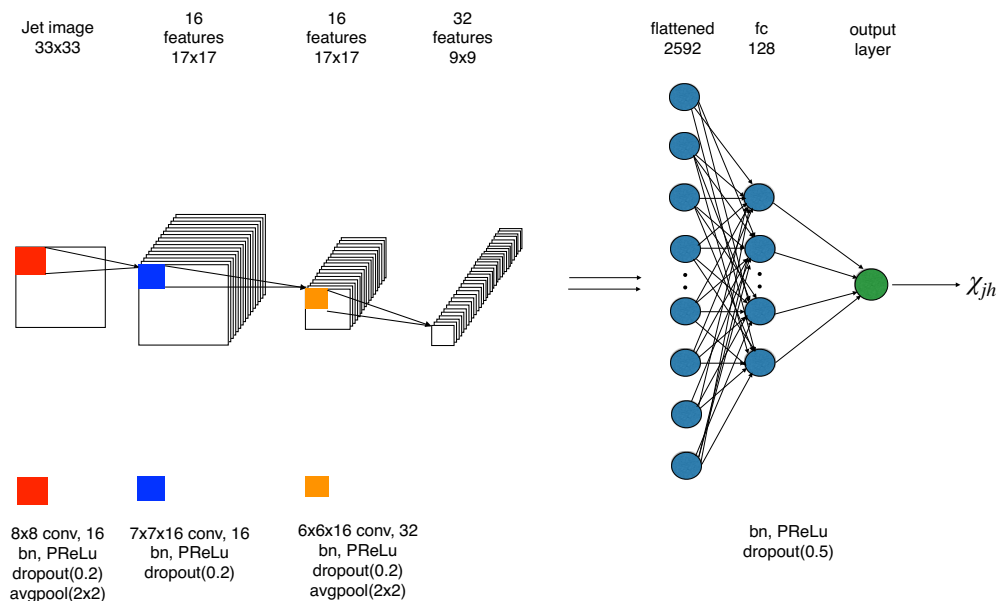 Jet image
33x33
16
features
17x17
16
features
17x17
32
features
9x9
flattened
2592
fc
128
output
layer
χjh
8x8 conv, 16
bn, PReLu
dropout(0.2)
avgpool(2x2)
7x7x16 conv, 16
bn, PReLu
dropout(0.2)
6x6x16 conv, 32
bn, PReLu
dropout(0.2)
avgpool(2x2)
bn, PReLu
dropout(0.5)